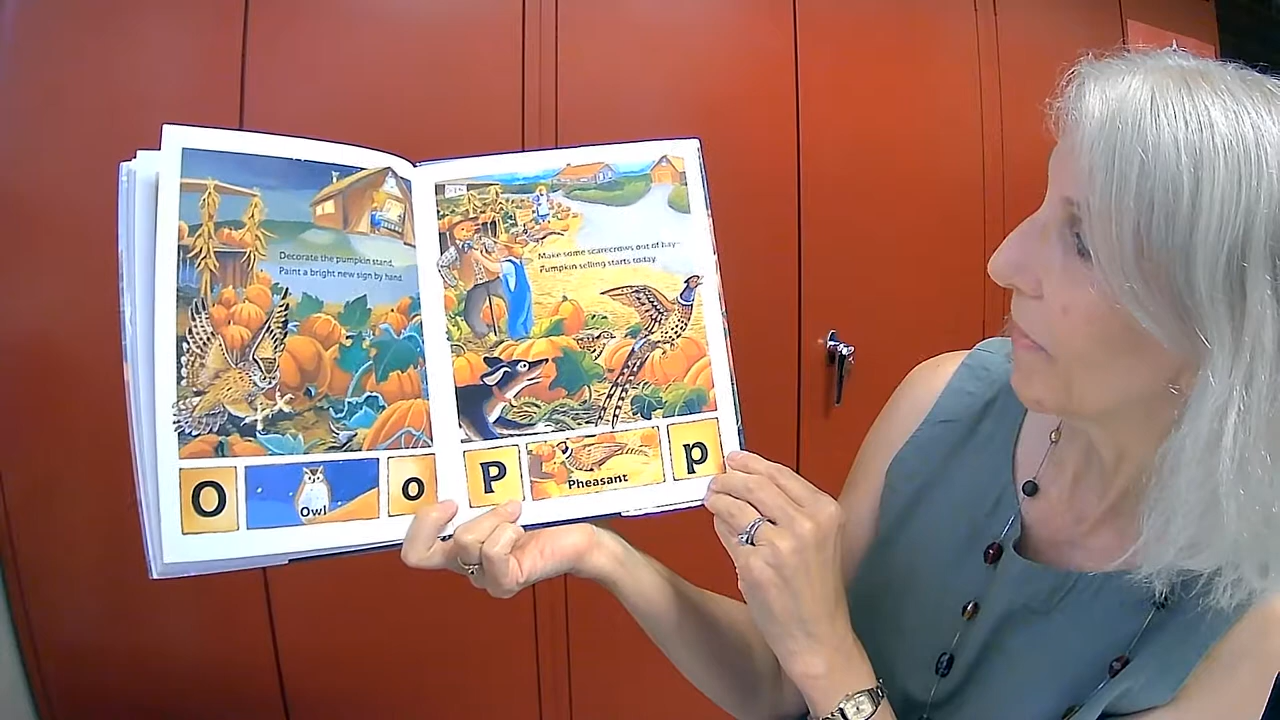 Decorate the pumpkin stand,
Paint a bright new sign by hand.
O
Owl
o
Make some scarecrows out of hay—
Pumpkin selling starts today.
P
Pheasant
p